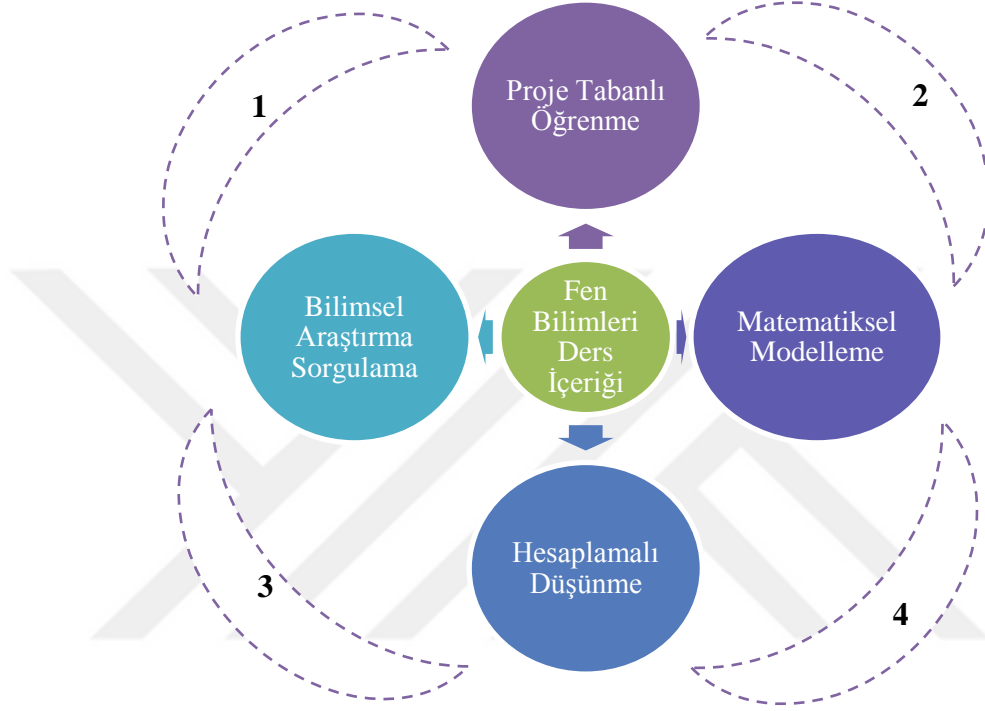 Proje Tabanlı
Öğrenme
1
2
Bilimsel
Araştırma
Sorgulama
Fen
Bilimleri
Ders
İçeriği
Matematiksel
Modelleme
Hesaplamalı
Düşünme
3
4